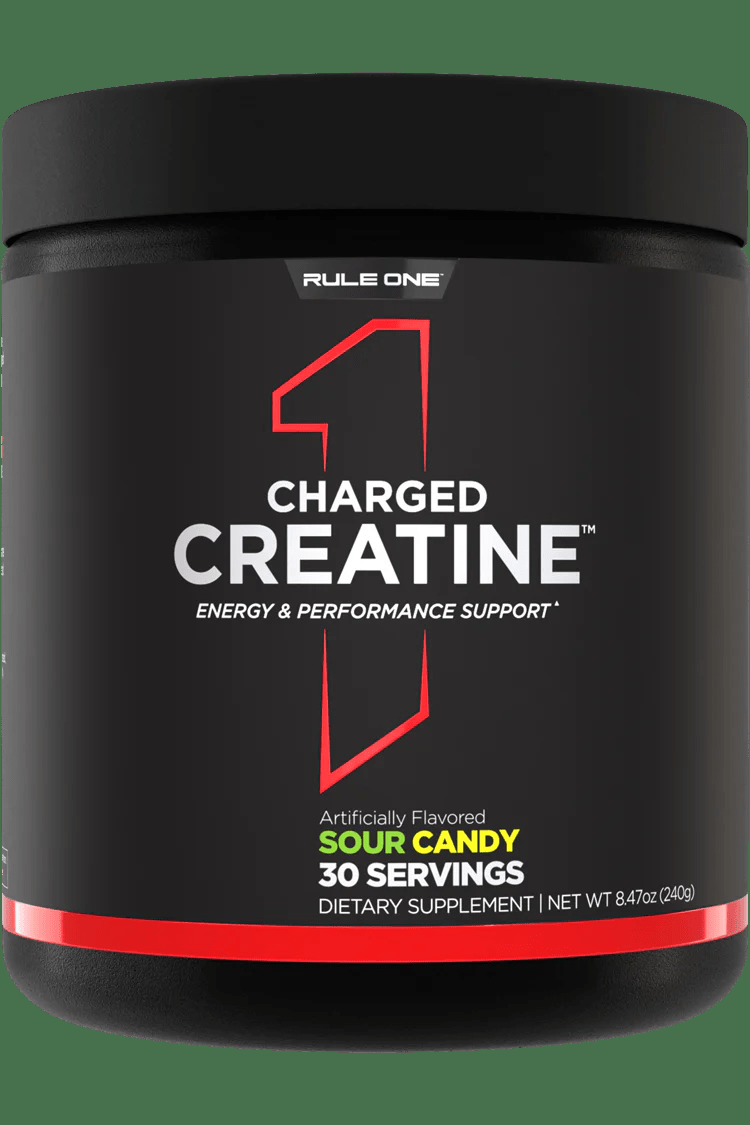 RULE ONE™
CHARGED
CREATINE™
ENERGY & PERFORMANCE SUPPORT▲
Artificially Flavored
SOUR CANDY
30 SERVINGS
DIETARY SUPPLEMENT | NET WT 8.47oz (240g)